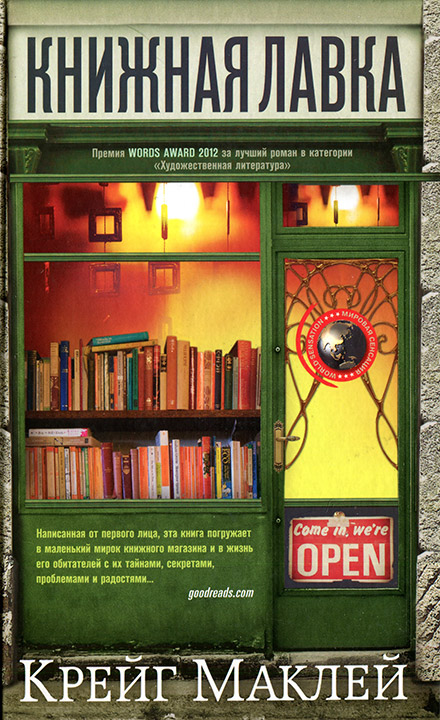 КНИЖНАЯ ЛАВКА
Премия WORDS AWARD 2012 за лучший роман в категории
«Художественная литература»
WORLD SENSATION ★★★ МИРОВАЯ СЕНСАЦИЯ ★★★
Написанная от первого лица, эта книга погружает
в маленький мирок книжного магазина и в жизнь
его обитателей с их тайнами, секретами,
проблемами и радостями...
goodreads.com
Come in, we're
OPEN
КРЕЙГ МАКЛЕЙ